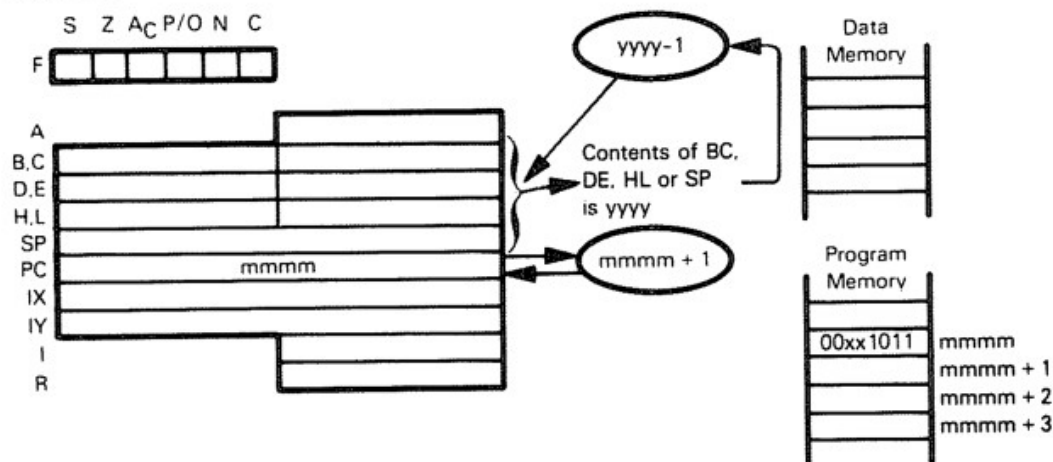 S Z AC P/O N C
F
A
B,C
D,E
H,L
SP
PC mmmm
IX
IY
I
R
yyyy-1
Contents of BC,
DE, HL or SP
is yyyy
mmmm + 1
Data
Memory
Program
Memory
00xx1011 mmmm
mmmm + 1
mmmm + 2
mmmm + 3